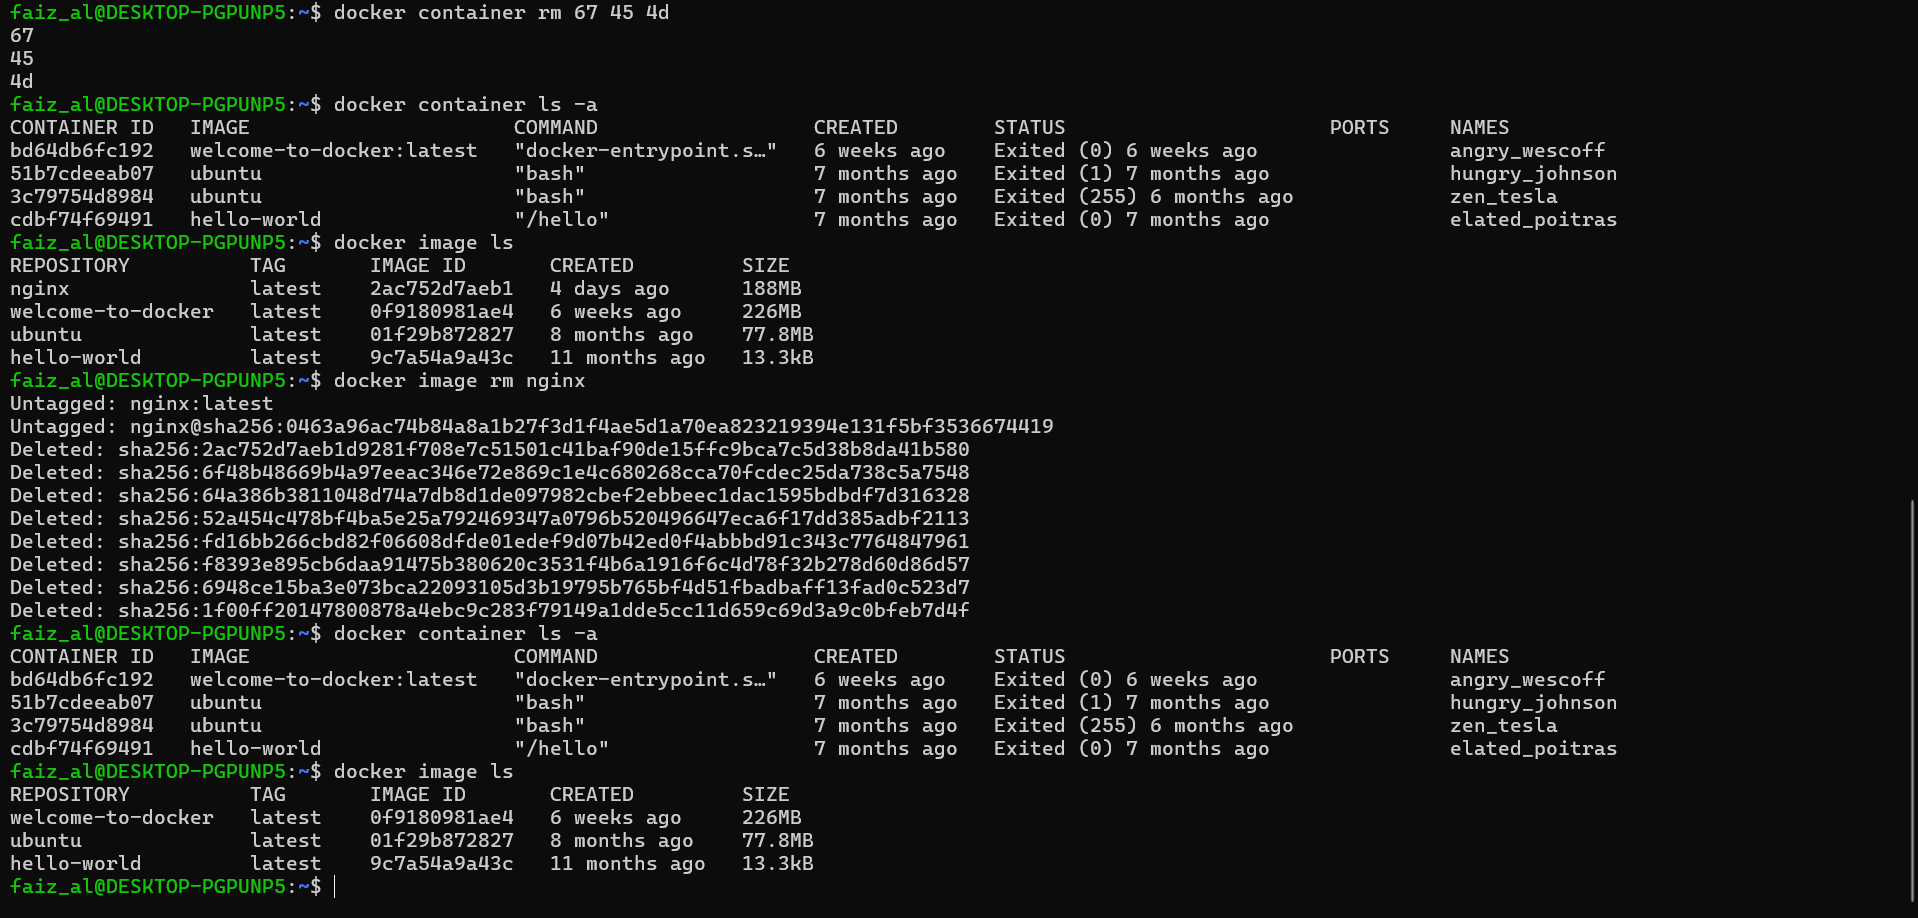 faiz_al@DESKTOP-PGPUNP5:~$ docker container rm 67 45 4d
67
45
4d
faiz_al@DESKTOP-PGPUNP5:~$ docker container ls -a
CONTAINER ID   IMAGE                      COMMAND                  CREATED         STATUS                      PORTS     NAMES
bd64db6fc192   welcome-to-docker:latest   "docker-entrypoint.s…"   6 weeks ago     Exited (0) 6 weeks ago                angry_wescoff
51b7cdeeab07   ubuntu                     "bash"                   7 months ago    Exited (1) 7 months ago               hungry_johnson
3c79754d8984   ubuntu                     "bash"                   7 months ago    Exited (255) 6 months ago             zen_tesla
cdbf74f69491   hello-world                "/hello"                 7 months ago    Exited (0) 7 months ago               elated_poitras
faiz_al@DESKTOP-PGPUNP5:~$ docker image ls
REPOSITORY          TAG       IMAGE ID       CREATED         SIZE
nginx               latest    2ac752d7aeb1   4 days ago      188MB
welcome-to-docker   latest    0f9180981ae4   6 weeks ago     226MB
ubuntu              latest    01f29b872827   8 months ago    77.8MB
hello-world         latest    9c7a54a9a43c   11 months ago   13.3kB
faiz_al@DESKTOP-PGPUNP5:~$ docker image rm nginx
Untagged: nginx:latest
Untagged: nginx@sha256:0463a96ac74b84a8a1b27f3d1f4ae5d1a70ea823219394e131f5bf3536674419
Deleted: sha256:2ac752d7aeb1d9281f708e7c51501c41baf90de15ffc9bca7c5d38b8da41b580
Deleted: sha256:6f48b48669b4a97eeac346e72e869c1e4c680268cca70fcdec25da738c5a7548
Deleted: sha256:64a386b3811048d74a7db8d1de097982cbef2ebbeec1dac1595bdbdf7d316328
Deleted: sha256:52a454c478bf4ba5e25a792469347a0796b520496647eca6f17dd385adbf2113
Deleted: sha256:fd16bb266cbd82f06608dfde01edef9d07b42ed0f4abbbd91c343c7764847961
Deleted: sha256:f8393e895cb6daa91475b380620c3531f4b6a1916f6c4d78f32b278d60d86d57
Deleted: sha256:6948ce15ba3e073bca22093105d3b19795b765bf4d51fbadbaff13fad0c523d7
Deleted: sha256:1f00ff20147800878a4ebc9c283f79149a1dde5cc11d659c69d3a9c0bfeb7d4f
faiz_al@DESKTOP-PGPUNP5:~$ docker container ls -a
CONTAINER ID   IMAGE                      COMMAND                  CREATED         STATUS                      PORTS     NAMES
bd64db6fc192   welcome-to-docker:latest   "docker-entrypoint.s…"   6 weeks ago     Exited (0) 6 weeks ago                angry_wescoff
51b7cdeeab07   ubuntu                     "bash"                   7 months ago    Exited (1) 7 months ago               hungry_johnson
3c79754d8984   ubuntu                     "bash"                   7 months ago    Exited (255) 6 months ago             zen_tesla
cdbf74f69491   hello-world                "/hello"                 7 months ago    Exited (0) 7 months ago               elated_poitras
faiz_al@DESKTOP-PGPUNP5:~$ docker image ls
REPOSITORY          TAG       IMAGE ID       CREATED         SIZE
welcome-to-docker   latest    0f9180981ae4   6 weeks ago     226MB
ubuntu              latest    01f29b872827   8 months ago    77.8MB
hello-world         latest    9c7a54a9a43c   11 months ago   13.3kB
faiz_al@DESKTOP-PGPUNP5:~$